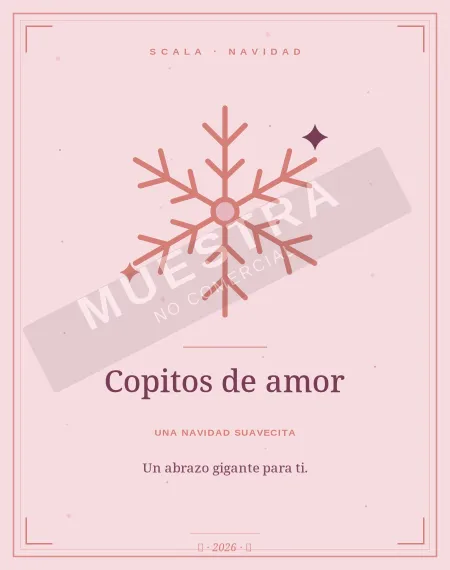 SCALA · NAVIDAD
MUESTRA
NO COMERCIAL
Copitos de amor
UNA NAVIDAD SUAVECITA
Un abrazo gigante para ti.
· 2026 ·